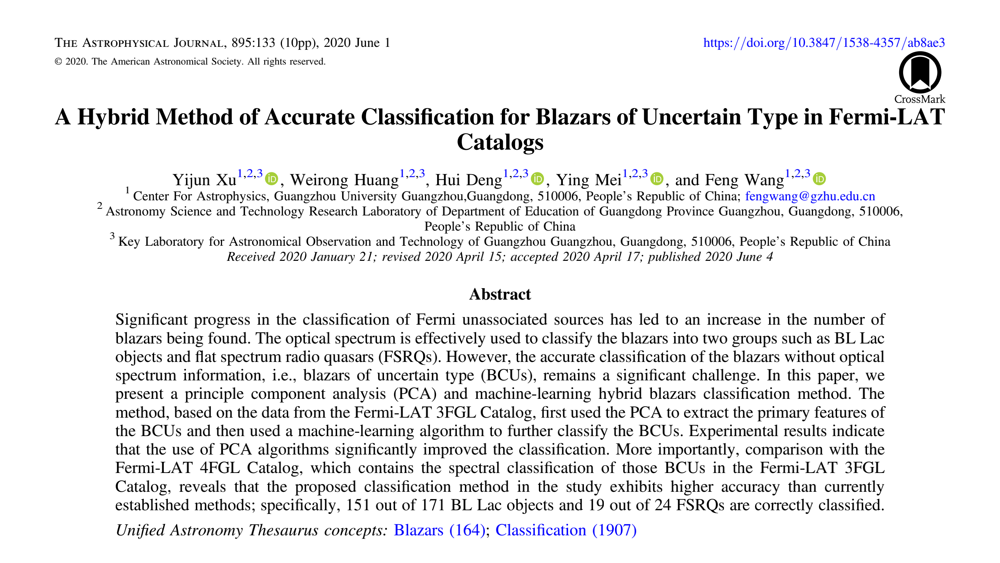 THE ASTROPHYSICAL JOURNAL, 895:133 (10pp), 2020 June 1
https://doi.org/10.3847/1538-4357/ab8ae3
© 2020. The American Astronomical Society. All rights reserved.
CrossMark
A Hybrid Method of Accurate Classification for Blazars of Uncertain Type in Fermi-LAT
Catalogs
Yijun Xu1,2,3 iD, Weirong Huang1,2,3, Hui Deng1,2,3 iD, Ying Mei1,2,3 iD, and Feng Wang1,2,3 iD
1 Center For Astrophysics, Guangzhou University Guangzhou,Guangdong, 510006, People's Republic of China; fengwang@gzhu.edu.cn
2 Astronomy Science and Technology Research Laboratory of Department of Education of Guangdong Province Guangzhou, Guangdong, 510006,
People's Republic of China
3 Key Laboratory for Astronomical Observation and Technology of Guangzhou Guangzhou, Guangdong, 510006, People's Republic of China
Received 2020 January 21; revised 2020 April 15; accepted 2020 April 17; published 2020 June 4
Abstract
Significant progress in the classification of Fermi unassociated sources has led to an increase in the number of
blazars being found. The optical spectrum is effectively used to classify the blazars into two groups such as BL Lac
objects and flat spectrum radio quasars (FSRQs). However, the accurate classification of the blazars without optical
spectrum information, i.e., blazars of uncertain type (BCUs), remains a significant challenge. In this paper, we
present a principle component analysis (PCA) and machine-learning hybrid blazars classification method. The
method, based on the data from the Fermi-LAT 3FGL Catalog, first used the PCA to extract the primary features of
the BCUs and then used a machine-learning algorithm to further classify the BCUs. Experimental results indicate
that the use of PCA algorithms significantly improved the classification. More importantly, comparison with the
Fermi-LAT 4FGL Catalog, which contains the spectral classification of those BCUs in the Fermi-LAT 3FGL
Catalog, reveals that the proposed classification method in the study exhibits higher accuracy than currently
established methods; specifically, 151 out of 171 BL Lac objects and 19 out of 24 FSRQs are correctly classified.
Unified Astronomy Thesaurus concepts: Blazars (164); Classification (1907)